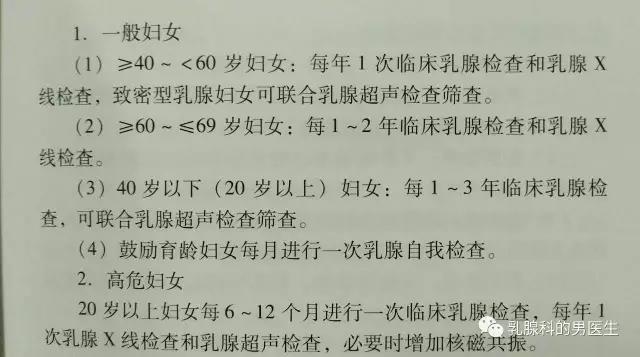 1. 一般妇女
(1) ≥40～<60 岁妇女：每年 1 次临床乳腺检查和乳腺 X
线检查，致密型乳腺妇女可联合乳腺超声检查筛查。
(2) ≥60～≤69 岁妇女：每 1～2 年临床乳腺检查和乳腺 X
线检查。
(3) 40 岁以下（20 岁以上）妇女：每 1～3 年临床乳腺检
查，可联合乳腺超声检查筛查。
(4) 鼓励育龄妇女每月进行一次乳腺自我检查。
2. 高危妇女
20 岁以上妇女每 6～12 个月进行一次临床乳腺检查，每年 1
次乳腺 X 线检查和乳腺超声检查，必要时增加核磁共振。
乳腺科的男医生